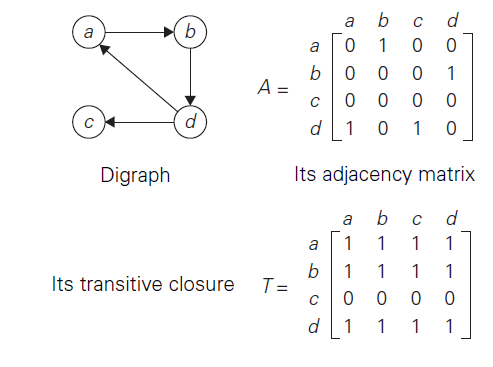 a b
c d
Digraph
a b c d
A =
a 0 1 0 0
b 0 0 0 1
c 0 0 0 0
d 1 0 1 0
Its adjacency matrix
Its transitive closure
a b c d
T =
a 1 1 1 1
b 1 1 1 1
c 0 0 0 0
d 1 1 1 1